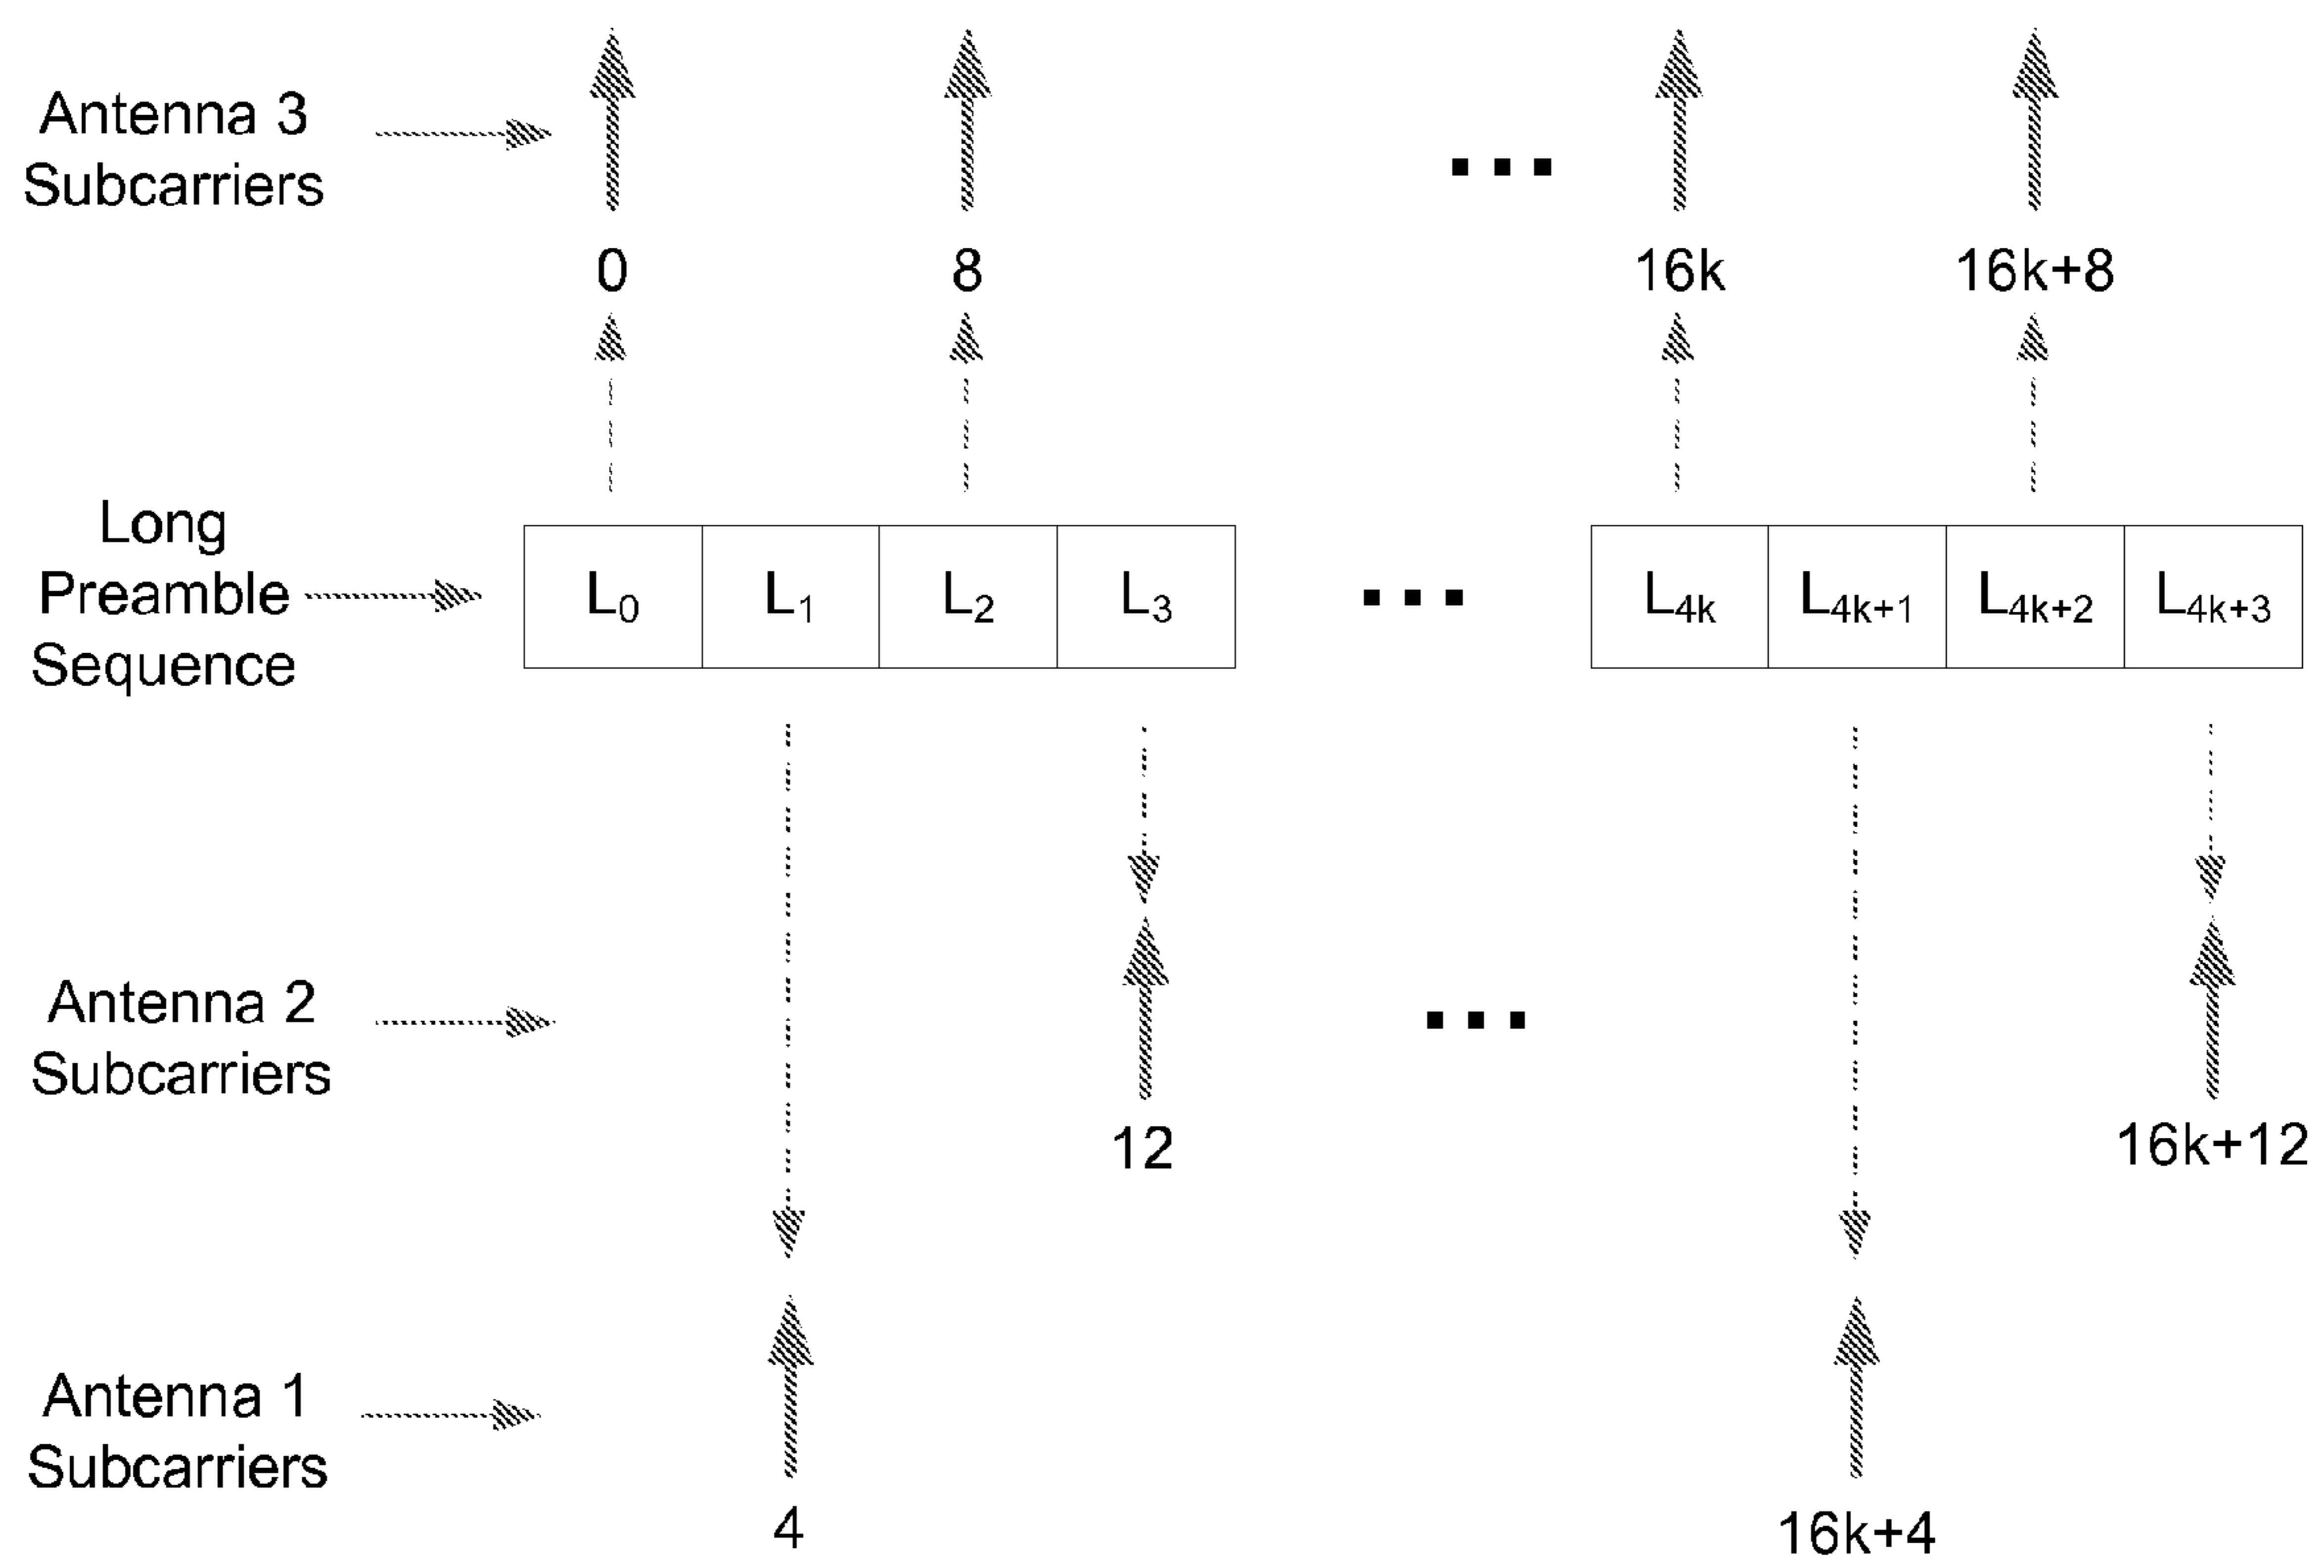 Antenna 3
Subcarriers
0 8 ... 16k 16k+8
Long
Preamble
Sequence
L0 L1 L2 L3 ... L4k L4k+1 L4k+2 L4k+3
Antenna 2
Subcarriers
12 16k+12
Antenna 1
Subcarriers
4 16k+4